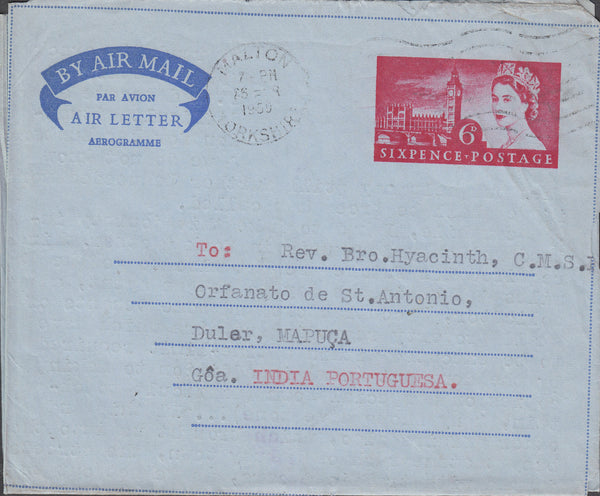 BY AIR MAIL
PAR AVION
AIR LETTER
AEROGRAMME
MALTON
PM
YORKSHIRE
6D
SIXPENCE·POSTAGE
To: Rev. Bro.Hyacinth, C.M.S.
Orfanato de St.Antonio,
Duler, MAPUÇA
Gôa. INDIA PORTUGUESA.